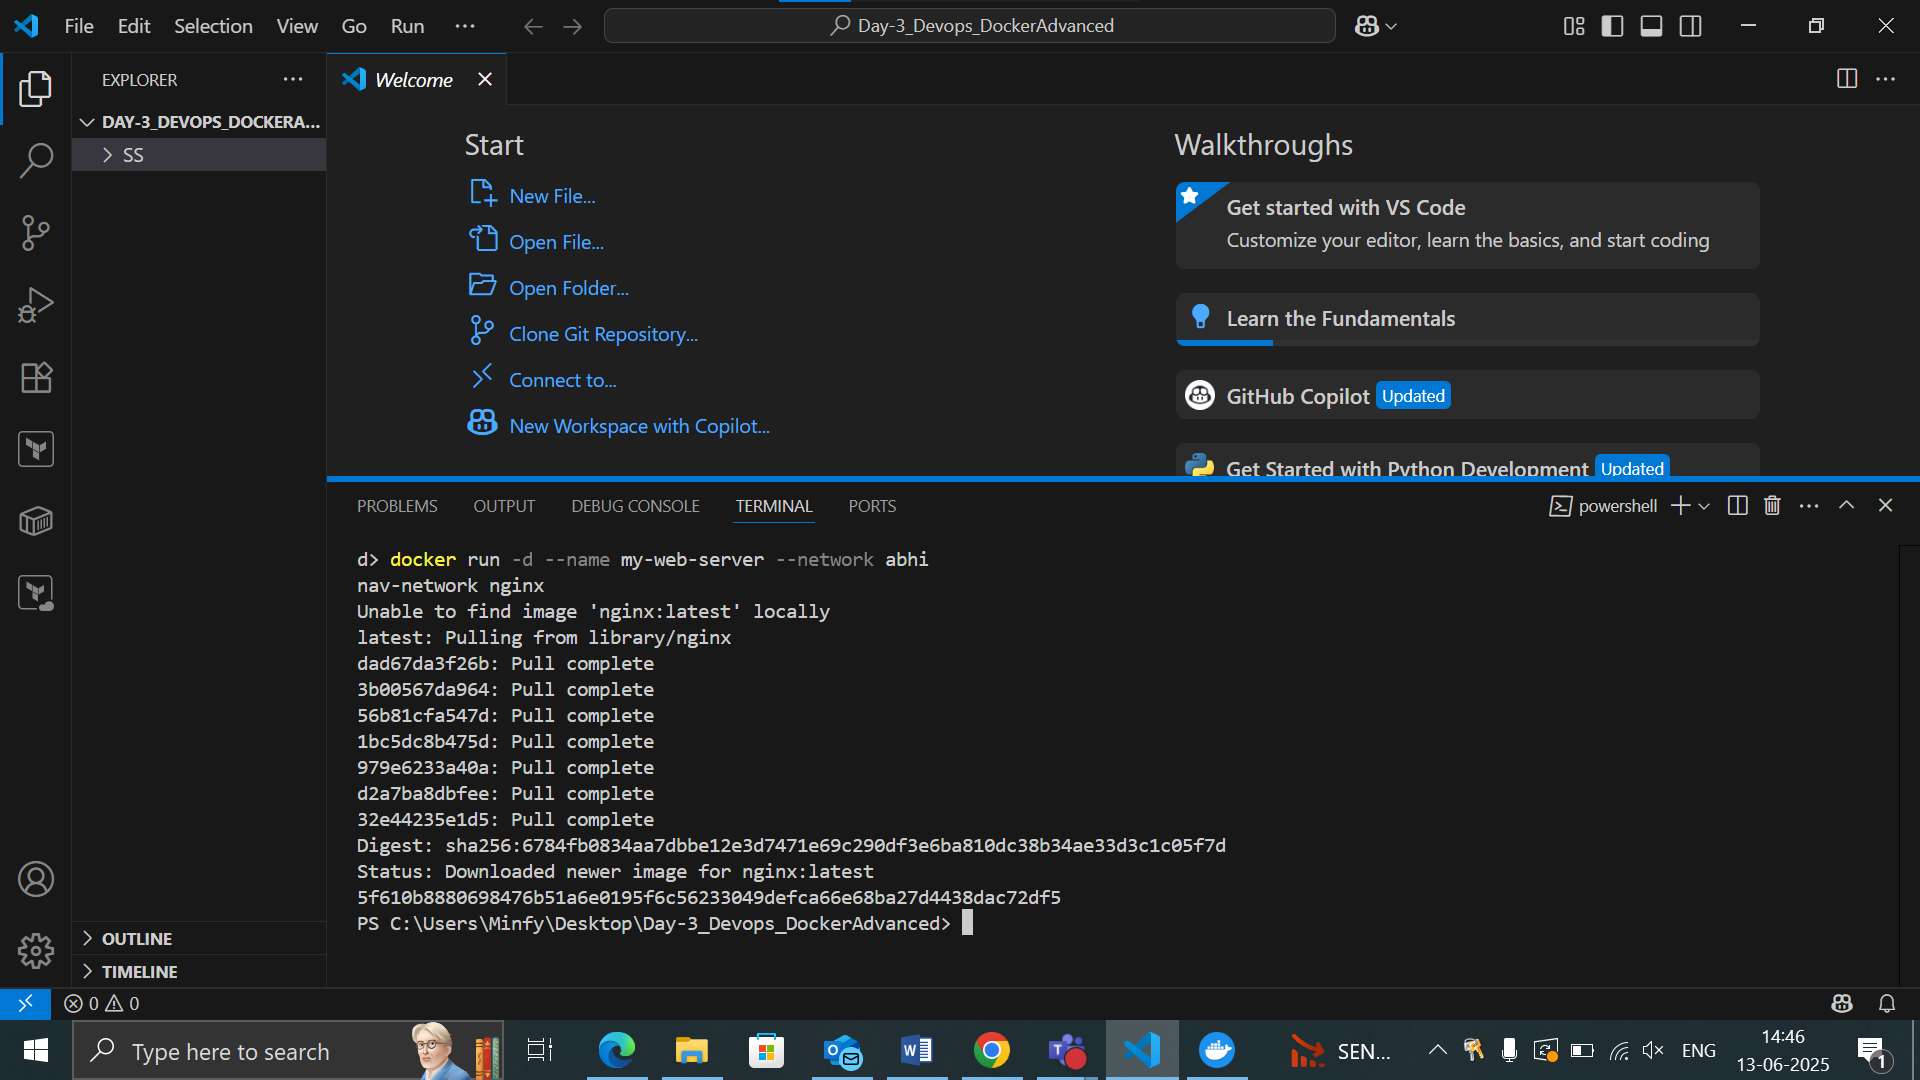 File Edit Selection View Go Run ...
Day-3_Devops_DockerAdvanced
EXPLORER
Welcome
DAY-3_DEVOPS_DOCKERA...
SS
Start
New File...
Open File...
Open Folder...
Clone Git Repository...
Connect to...
New Workspace with Copilot...
Walkthroughs
Get started with VS Code
Customize your editor, learn the basics, and start coding
Learn the Fundamentals
GitHub Copilot Updated
Get Started with Python Development Updated
PROBLEMS OUTPUT DEBUG CONSOLE TERMINAL PORTS
powershell
d> docker run -d --name my-web-server --network abhi
nav-network nginx
Unable to find image 'nginx:latest' locally
latest: Pulling from library/nginx
dad67da3f26b: Pull complete
3b00567da964: Pull complete
56b81cfa547d: Pull complete
1bc5dc8b475d: Pull complete
979e6233a40a: Pull complete
d2a7ba8dbfee: Pull complete
32e44235e1d5: Pull complete
Digest: sha256:6784fb0834aa7dbbe12e3d7471e69c290df3e6ba810dc38b34ae33d3c1c05f7d
Status: Downloaded newer image for nginx:latest
5f610b8880698476b51a6e0195f6c56233049defca66e68ba27d4438dac72df5
PS C:\Users\Minfy\Desktop\Day-3_Devops_DockerAdvanced>
OUTLINE
TIMELINE
0 0
Type here to search
SEN...
ENG
14:46
13-06-2025
1